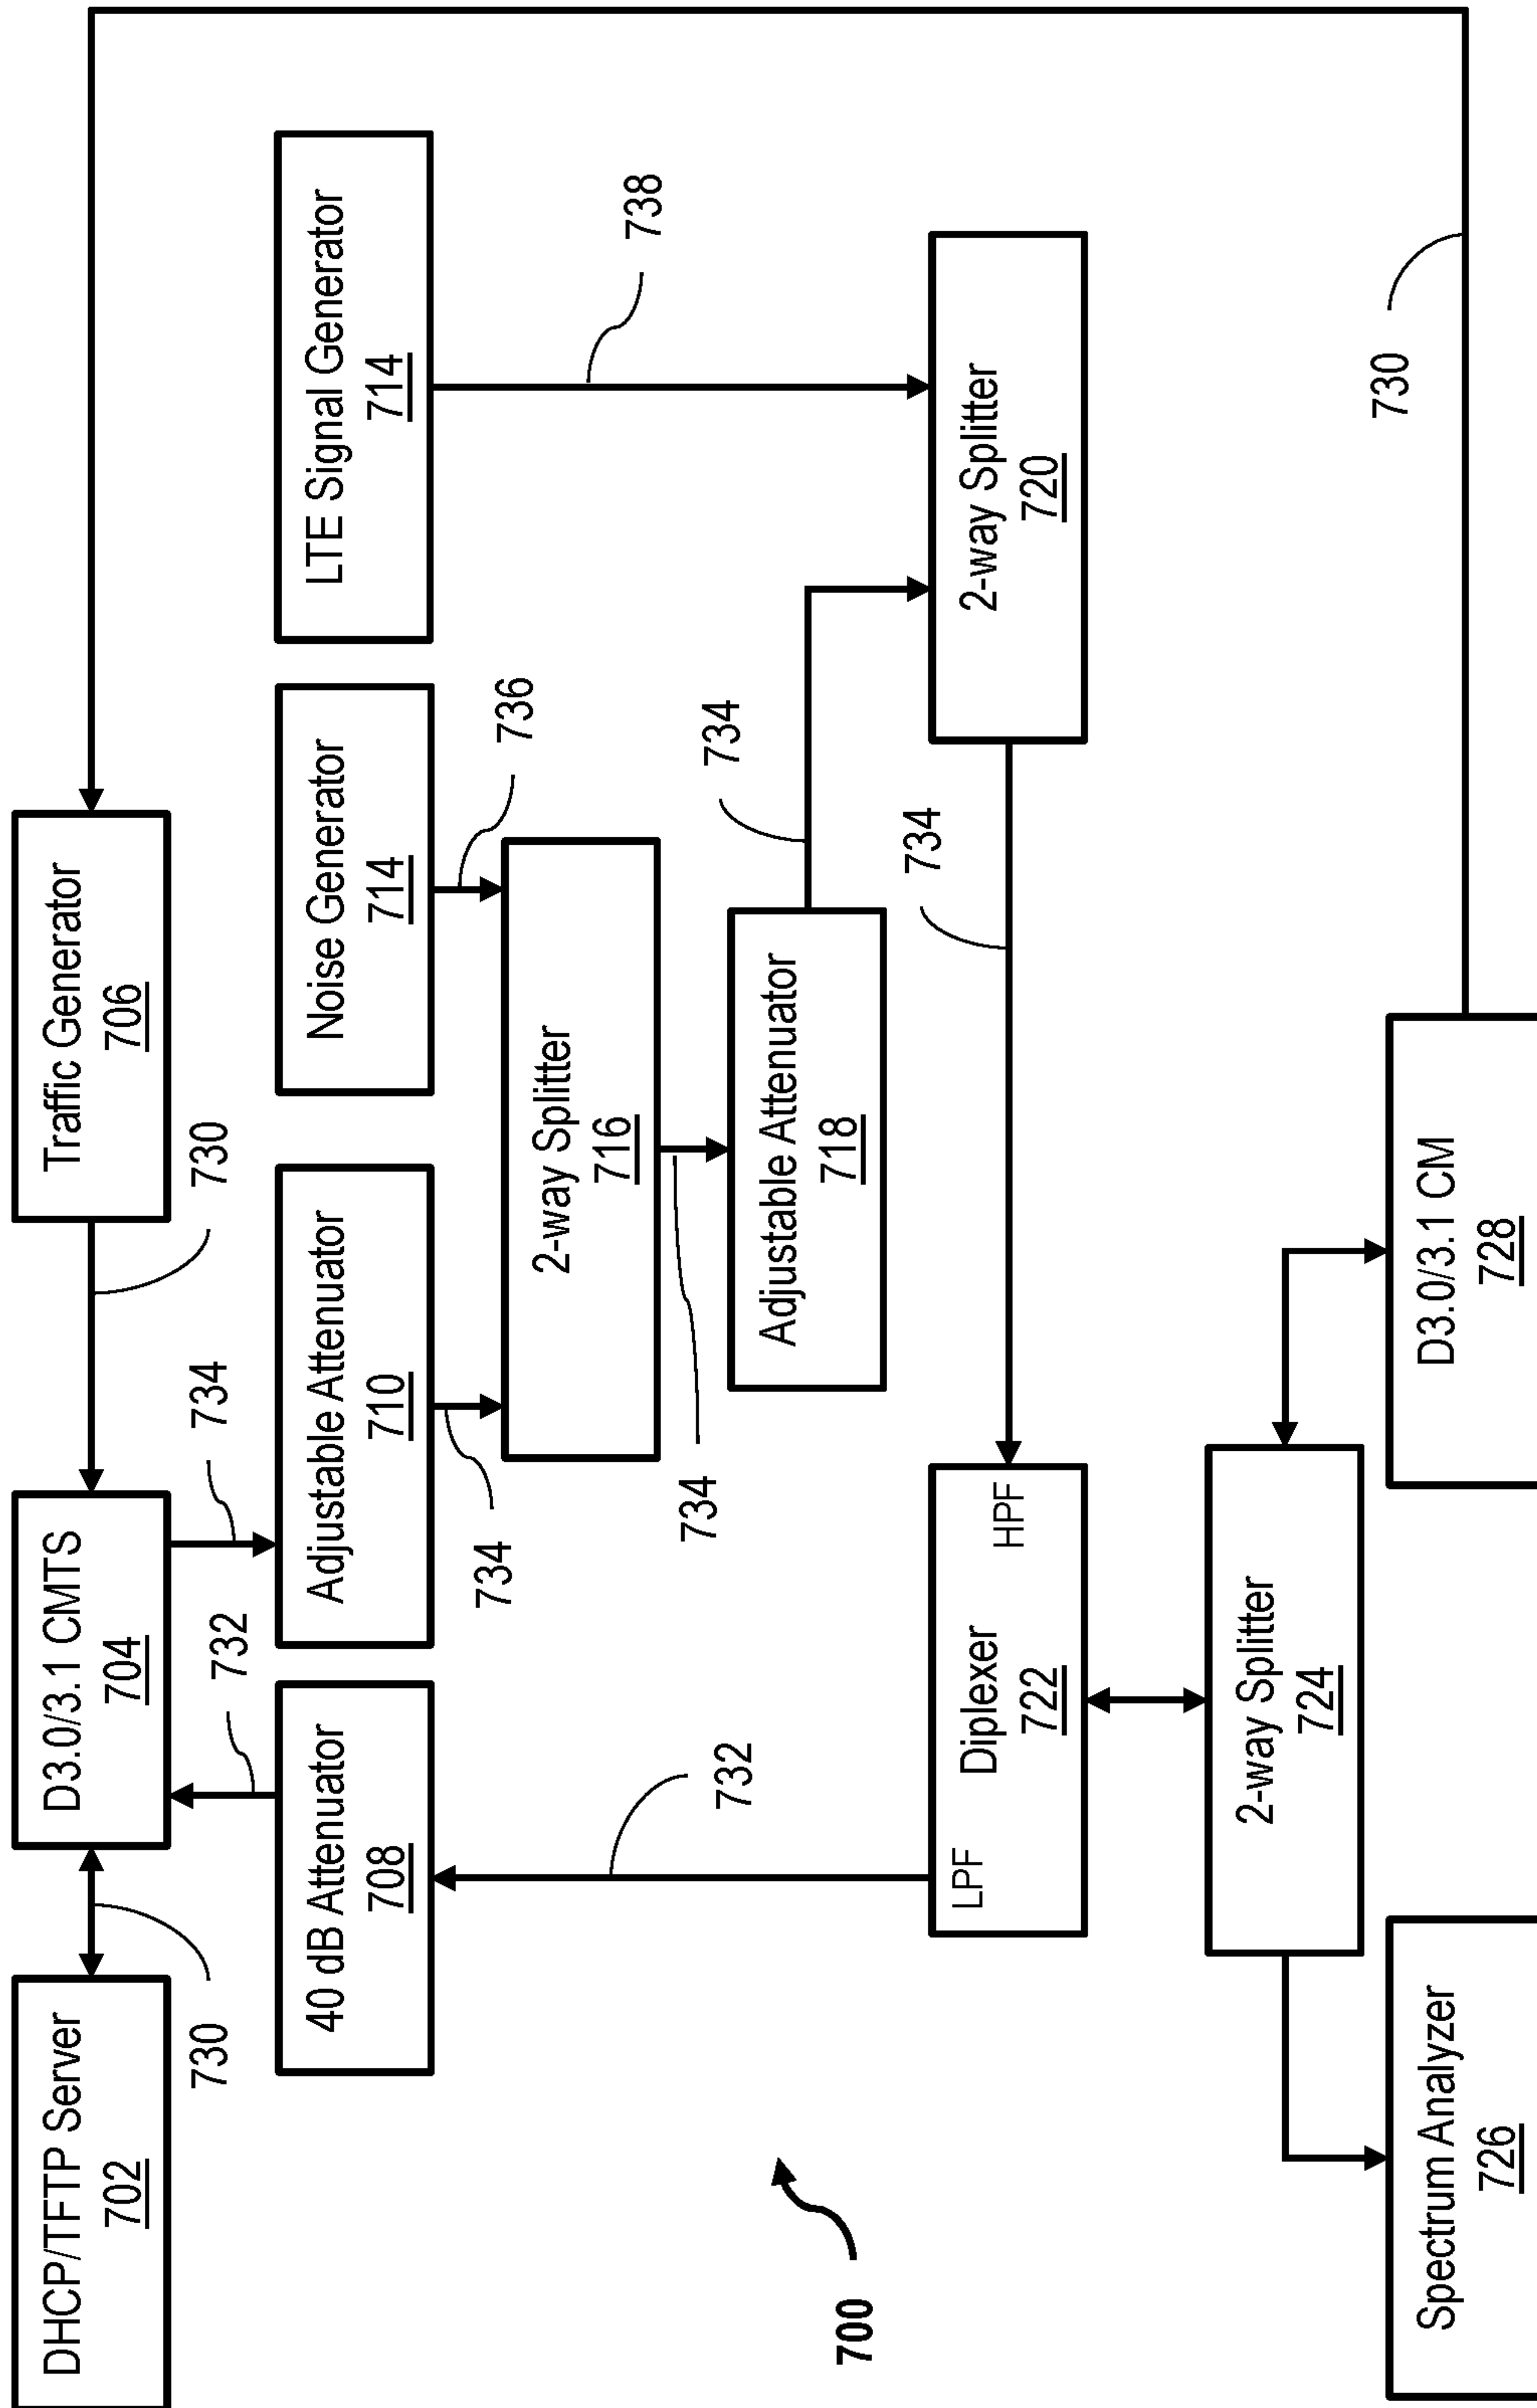 DHCP/TFTP Server
702
730
D3.0/3.1 CMTS
704
730
Traffic Generator
706
732
734
40 dB Attenuator
708
Adjustable Attenuator
710
Noise Generator
714
LTE Signal Generator
714
734
736
738
2-way Splitter
716
734
732
Adjustable Attenuator
718
734
734
700
LPF
Diplexer
722
HPF
2-way Splitter
720
2-way Splitter
724
730
Spectrum Analyzer
726
D3.0/3.1 CM
728